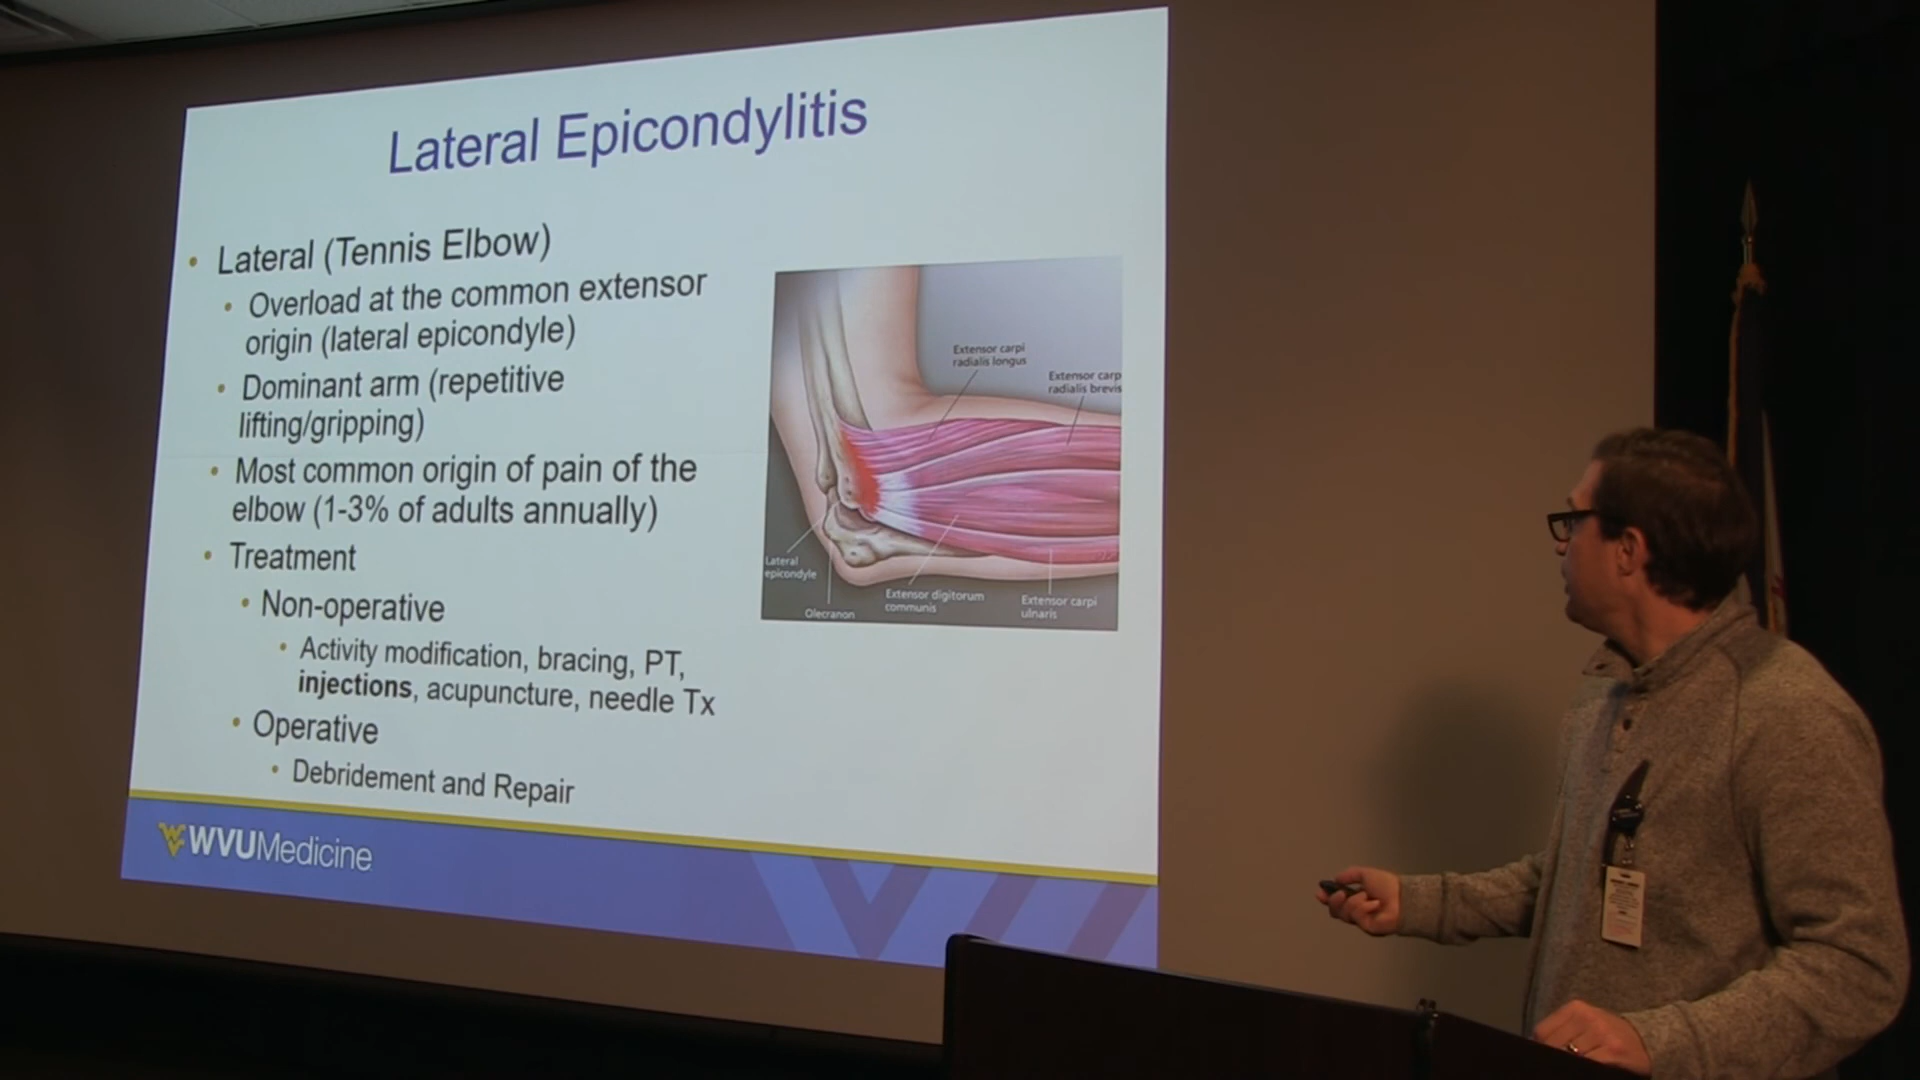 Lateral Epicondylitis
• Lateral (Tennis Elbow)
• Overload at the common extensor
origin (lateral epicondyle)
• Dominant arm (repetitive
lifting/gripping)
• Most common origin of pain of the
elbow (1-3% of adults annually)
• Treatment
• Non-operative
• Activity modification, bracing, PT,
injections, acupuncture, needle Tx
• Operative
• Debridement and Repair
Extensor carpi
radialis longus
Extensor carp
radialis brevis
Lateral
epicondyle
Olecranon
Extensor digitorum
communis
Extensor carpi
ulnaris
WVUMedicine